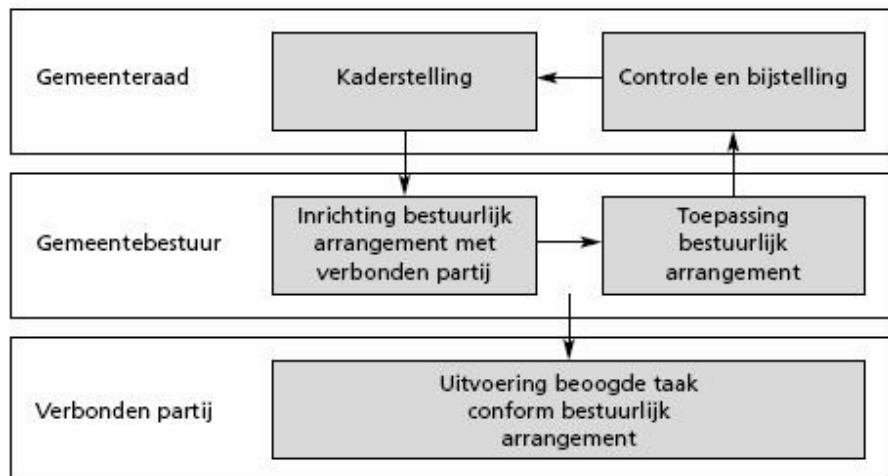 Gemeenteraad
Kaderstelling
Controle en bijstelling
Gemeentebestuur
Inrichting bestuurlijk
arrangement met
verbonden partij
Toepassing
bestuurlijk
arrangement
Verbonden partij
Uitvoering beoogde taak
conform bestuurlijk
arrangement